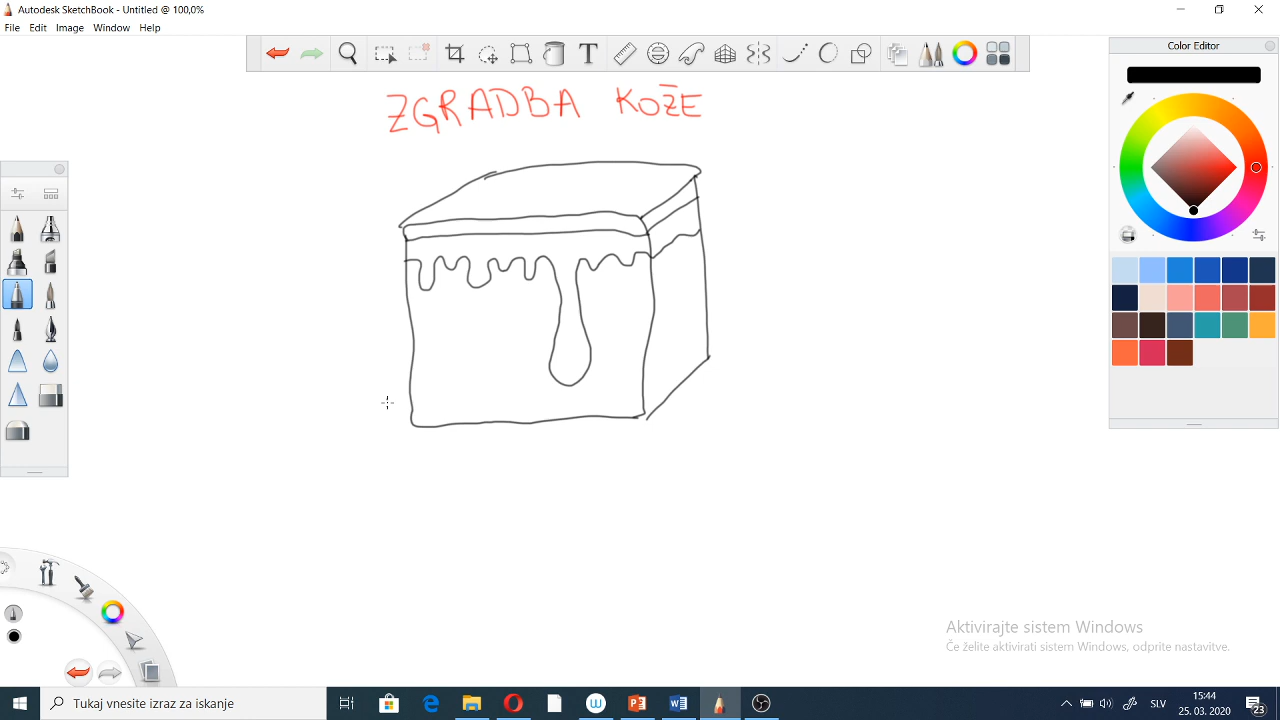 Autodesk SketchBook - Untitled @ 100,0%
File Edit Image Window Help
Color Editor
ZGRADBA KOŽE
Aktivirajte sistem Windows
Če želite aktivirati sistem Windows, odprite nastavitve.
Tukaj vnesite izraz za iskanje
SLV
15:44
25. 03. 2020
23